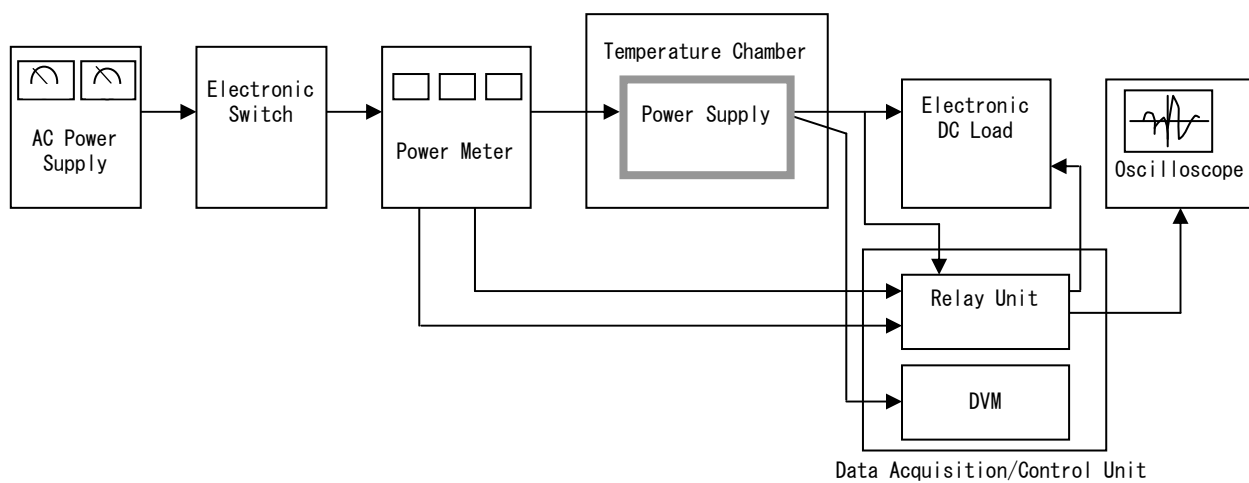 AC Power
Supply
Electronic
Switch
Power Meter
Temperature Chamber
Power Supply
Electronic
DC Load
Oscilloscope
Relay Unit
DVM
Data Acquisition/Control Unit